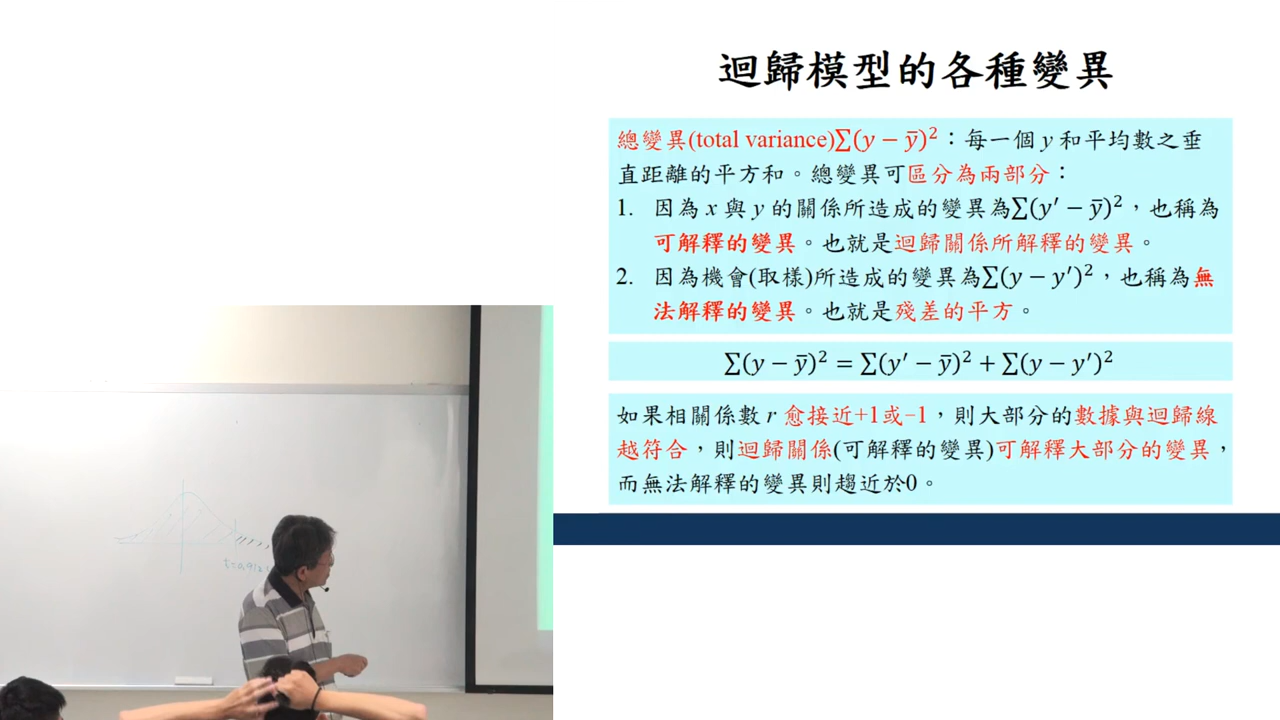 迴歸模型的各種變異
總變異(total variance)∑(y − ȳ)²：每一個 y 和平均數之垂
直距離的平方和。總變異可區分為兩部分：
1. 因為 x 與 y 的關係所造成的變異為∑(y′ − ȳ)²，也稱為
可解釋的變異。也就是迴歸關係所解釋的變異。
2. 因為機會(取樣)所造成的變異為∑(y − y′)²，也稱為無
法解釋的變異。也就是殘差的平方。
∑(y − ȳ)² = ∑(y′ − ȳ)² + ∑(y − y′)²
如果相關係數 r 愈接近+1或−1，則大部分的數據與迴歸線
越符合，則迴歸關係(可解釋的變異)可解釋大部分的變異，
而無法解釋的變異則趨近於0。